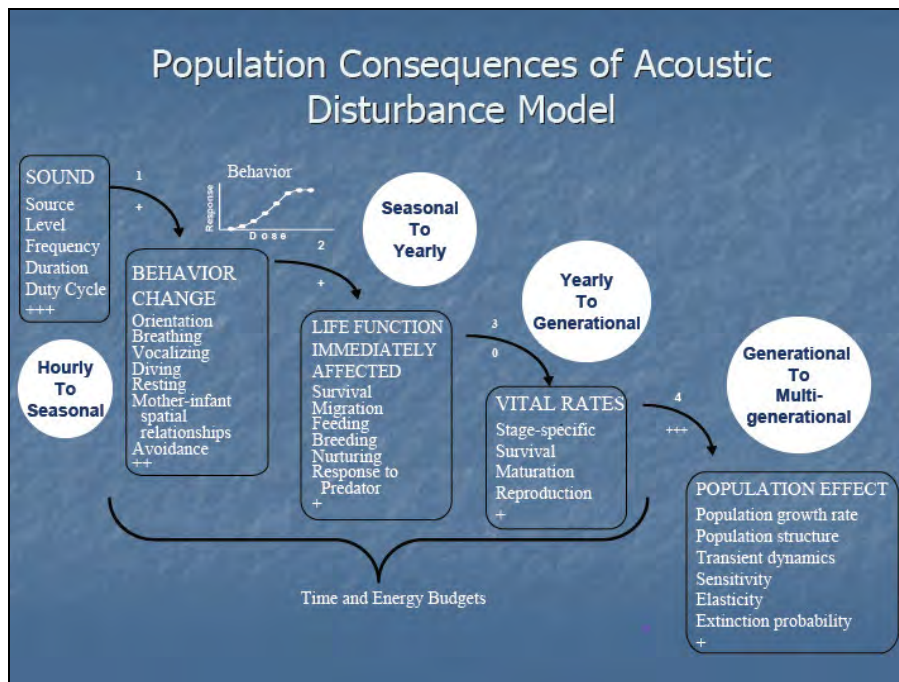 Population Consequences of Acoustic
Disturbance Model
SOUND
Source
Level
Frequency
Duration
Duty Cycle
+++
1
+
Behavior
Response
Dose
2
+
Seasonal
To
Yearly
BEHAVIOR
CHANGE
Orientation
Breathing
Vocalizing
Diving
Resting
Mother-infant
spatial
relationships
Avoidance
++
Hourly
To
Seasonal
LIFE FUNCTION
IMMEDIATELY
AFFECTED
Survival
Migration
Feeding
Breeding
Nurturing
Response to
Predator
+
3
0
Yearly
To
Generational
VITAL RATES
Stage-specific
Survival
Maturation
Reproduction
+
4
+++
Generational
To
Multi-
generational
POPULATION EFFECT
Population growth rate
Population structure
Transient dynamics
Sensitivity
Elasticity
Extinction probability
+
Time and Energy Budgets